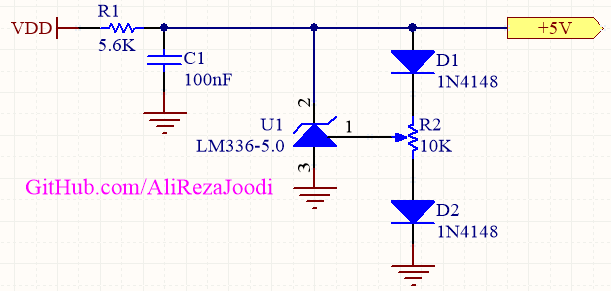 R1
VDD
5.6K
C1
100nF
+5V
D1
1N4148
2
U1
1
LM336-5.0
3
R2
10K
GitHub.com/AliRezaJoodi
D2
1N4148